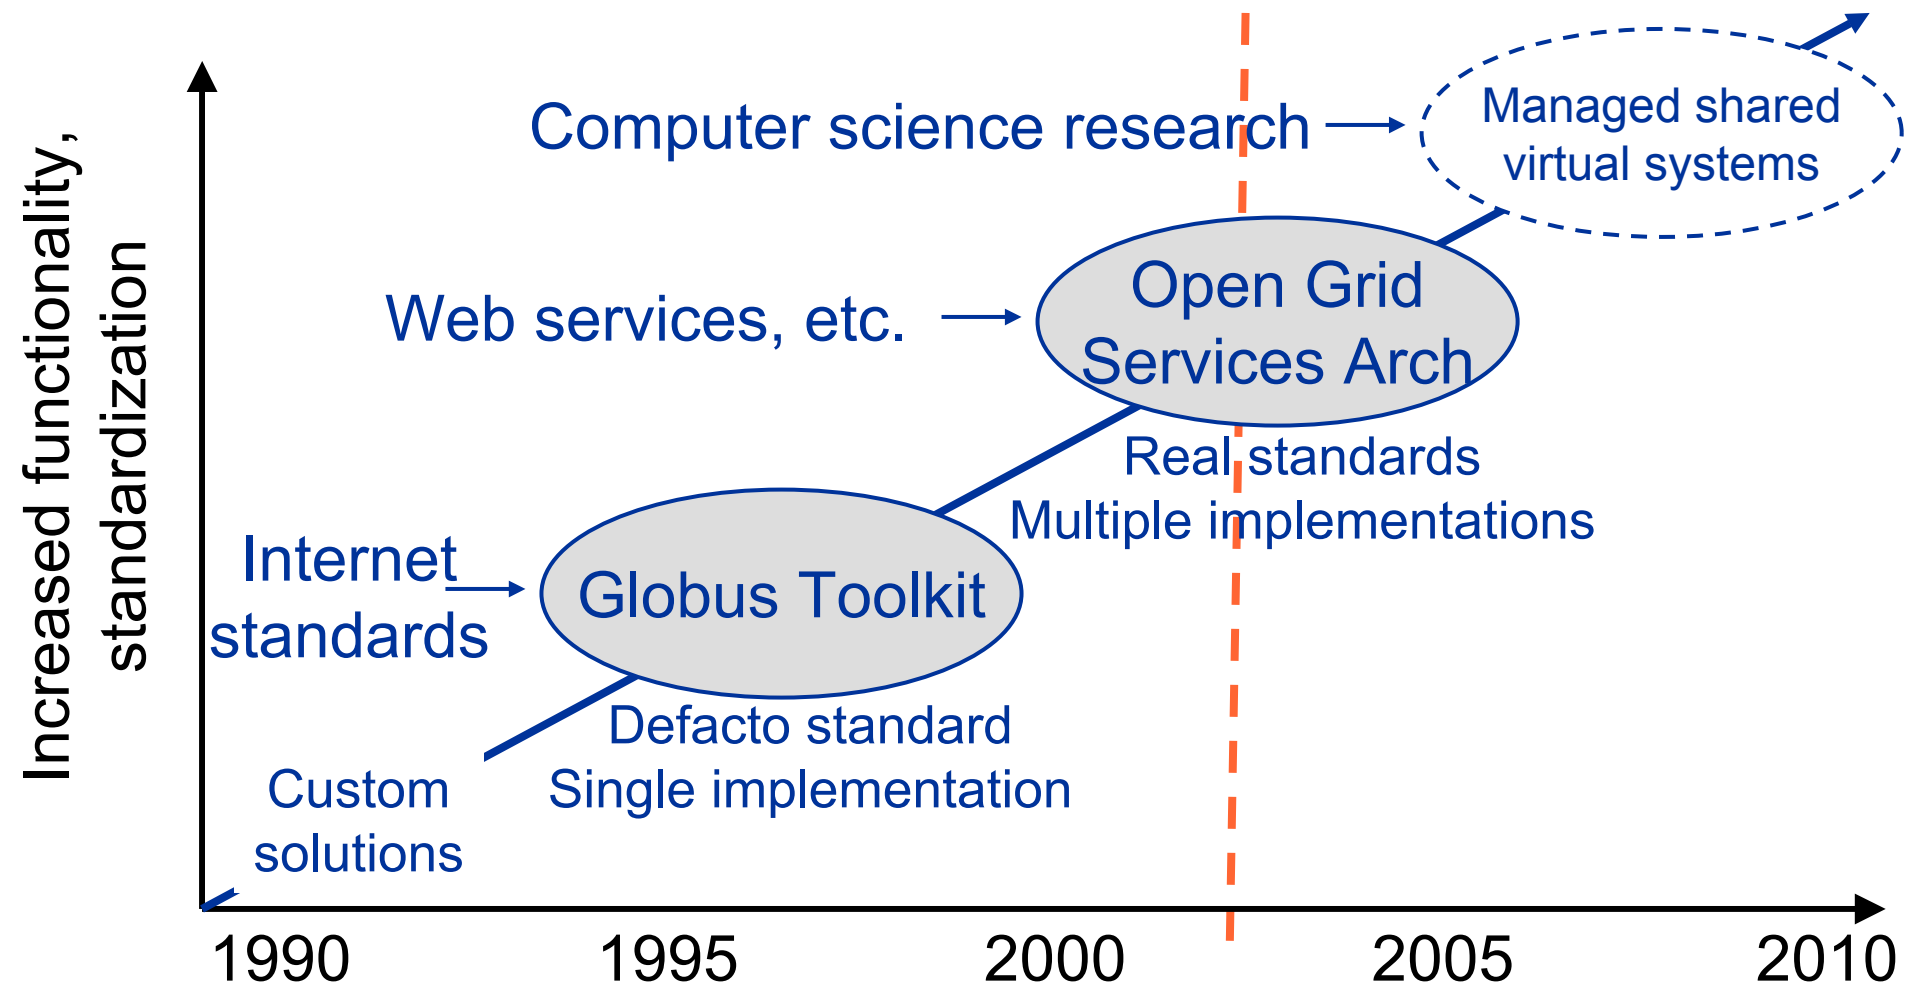 Increased functionality,
standardization
Computer science research
Managed shared
virtual systems
Web services, etc.
Open Grid
Services Arch
Real standards
Multiple implementations
Internet
standards
Globus Toolkit
Defacto standard
Single implementation
Custom
solutions
1990 1995 2000 2005 2010